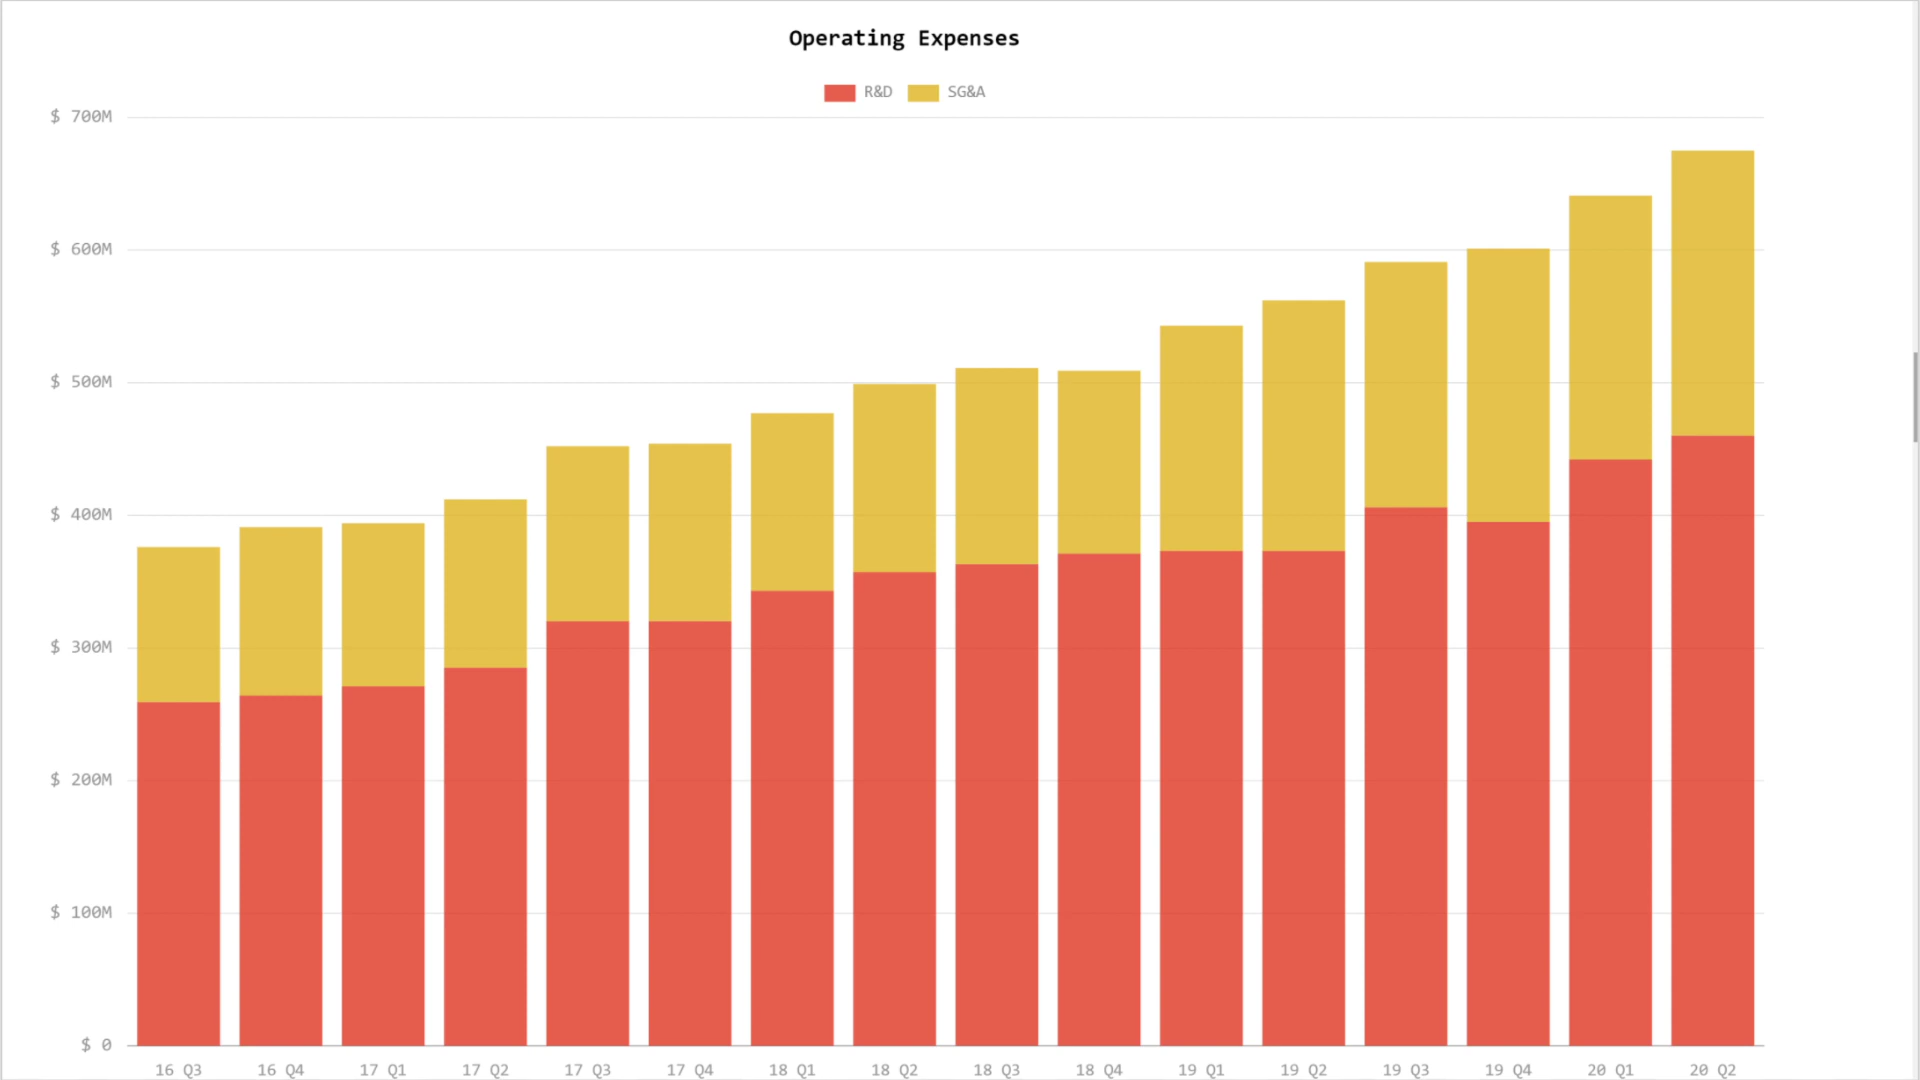 Operating Expenses
R&D SG&A
$ 700M
$ 600M
$ 500M
$ 400M
$ 300M
$ 200M
$ 100M
$ 0
16 Q3 16 Q4 17 Q1 17 Q2 17 Q3 17 Q4 18 Q1 18 Q2 18 Q3 18 Q4 19 Q1 19 Q2 19 Q3 19 Q4 20 Q1 20 Q2